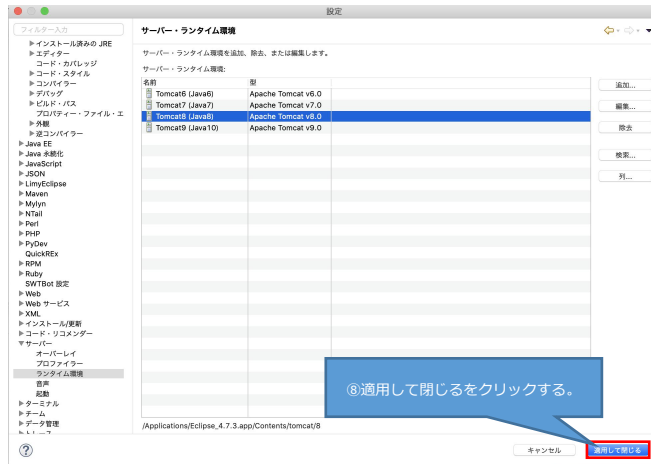 設定
フィルター入力
サーバー・ランタイム環境
インストール済みの JRE
エディター
コード・カバレッジ
コード・スタイル
コンパイラー
デバッグ
ビルド・パス
プロパティー・ファイル・エ
外観
逆コンパイラー
Java EE
Java 永続化
JavaScript
JSON
LimyEclipse
Maven
Mylyn
NTail
Perl
PHP
PyDev
QuickREx
RPM
Ruby
SWTBot 設定
Web
Web サービス
XML
インストール/更新
コード・リコメンダー
サーバー
オーバーレイ
プロファイラー
ランタイム環境
音声
起動
ターミナル
チーム
データ管理
サーバー・ランタイム環境を追加、除去、または編集します。
サーバー・ランタイム環境:
名前 型
Tomcat6 (Java6) Apache Tomcat v6.0
Tomcat7 (Java7) Apache Tomcat v7.0
Tomcat8 (Java8) Apache Tomcat v8.0
Tomcat9 (Java10) Apache Tomcat v9.0
追加...
編集...
除去
検索...
列...
⑧適用して閉じるをクリックする。
/Applications/Eclipse_4.7.3.app/Contents/tomcat/8
?
キャンセル
適用して閉じる